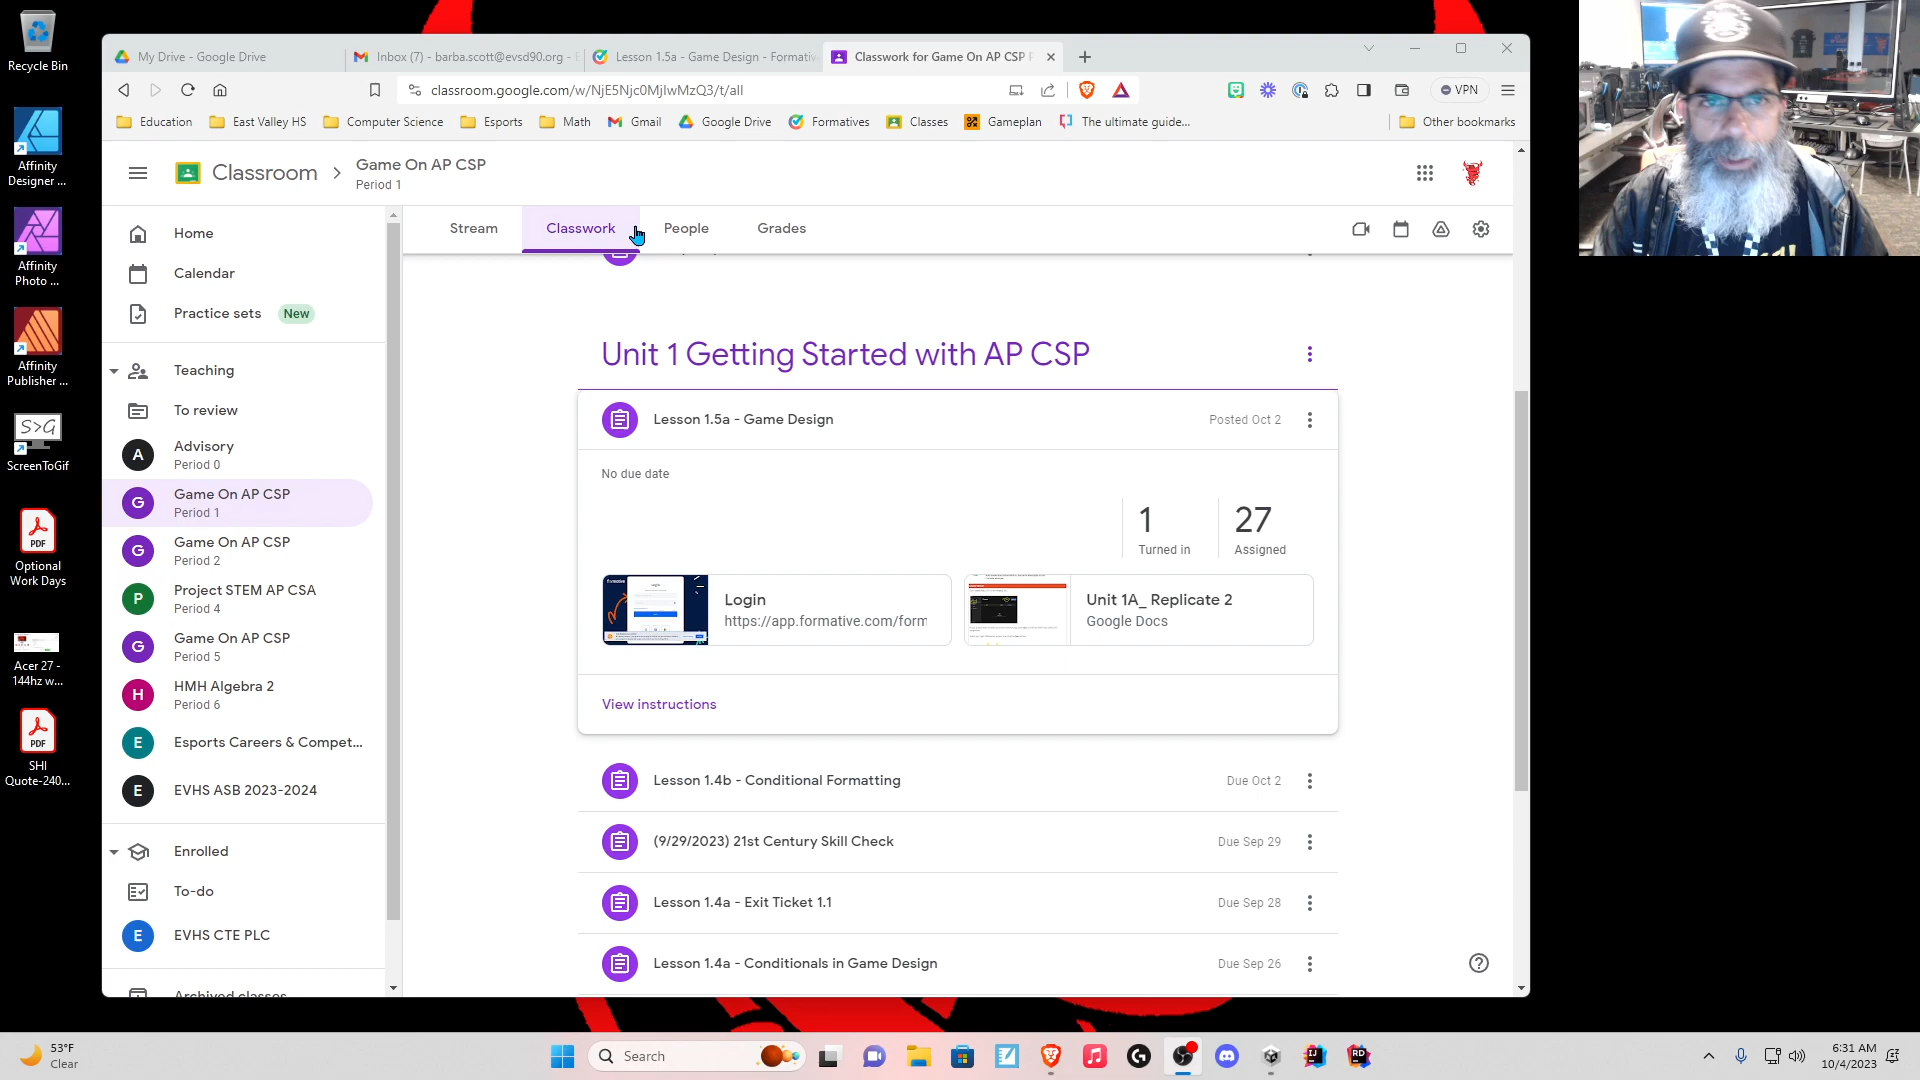 Recycle Bin
Affinity
Designer ...
Affinity
Photo ...
Affinity
Publisher ...
S>G
ScreenToGif
PDF
Optional
Work Days
Acer 27 -
144hz w...
PDF
SHI
Quote-240...
My Drive - Google Drive
Inbox (7) - barba.scott@evsd90.org - E
Lesson 1.5a - Game Design - Formativ
Classwork for Game On AP CSP P
classroom.google.com/w/NjE5Njc0MjIwMzQ3/t/all
VPN
Education
East Valley HS
Computer Science
Esports
Math
Gmail
Google Drive
Formatives
Classes
Gameplan
The ultimate guide...
Other bookmarks
Classroom
Game On AP CSP
Period 1
Home
Calendar
Practice sets
New
Teaching
To review
A
Advisory
Period 0
G
Game On AP CSP
Period 1
G
Game On AP CSP
Period 2
P
Project STEM AP CSA
Period 4
G
Game On AP CSP
Period 5
H
HMH Algebra 2
Period 6
E
Esports Careers & Compet...
E
EVHS ASB 2023-2024
Enrolled
To-do
E
EVHS CTE PLC
Archived classes
Stream
Classwork
People
Grades
Unit 1 Getting Started with AP CSP
Lesson 1.5a - Game Design
Posted Oct 2
No due date
1
Turned in
27
Assigned
Login
https://app.formative.com/form
Unit 1A_ Replicate 2
Google Docs
View instructions
Lesson 1.4b - Conditional Formatting
Due Oct 2
(9/29/2023) 21st Century Skill Check
Due Sep 29
Lesson 1.4a - Exit Ticket 1.1
Due Sep 28
Lesson 1.4a - Conditionals in Game Design
Due Sep 26
53°F
Clear
Search
IJ
RD
6:31 AM
10/4/2023